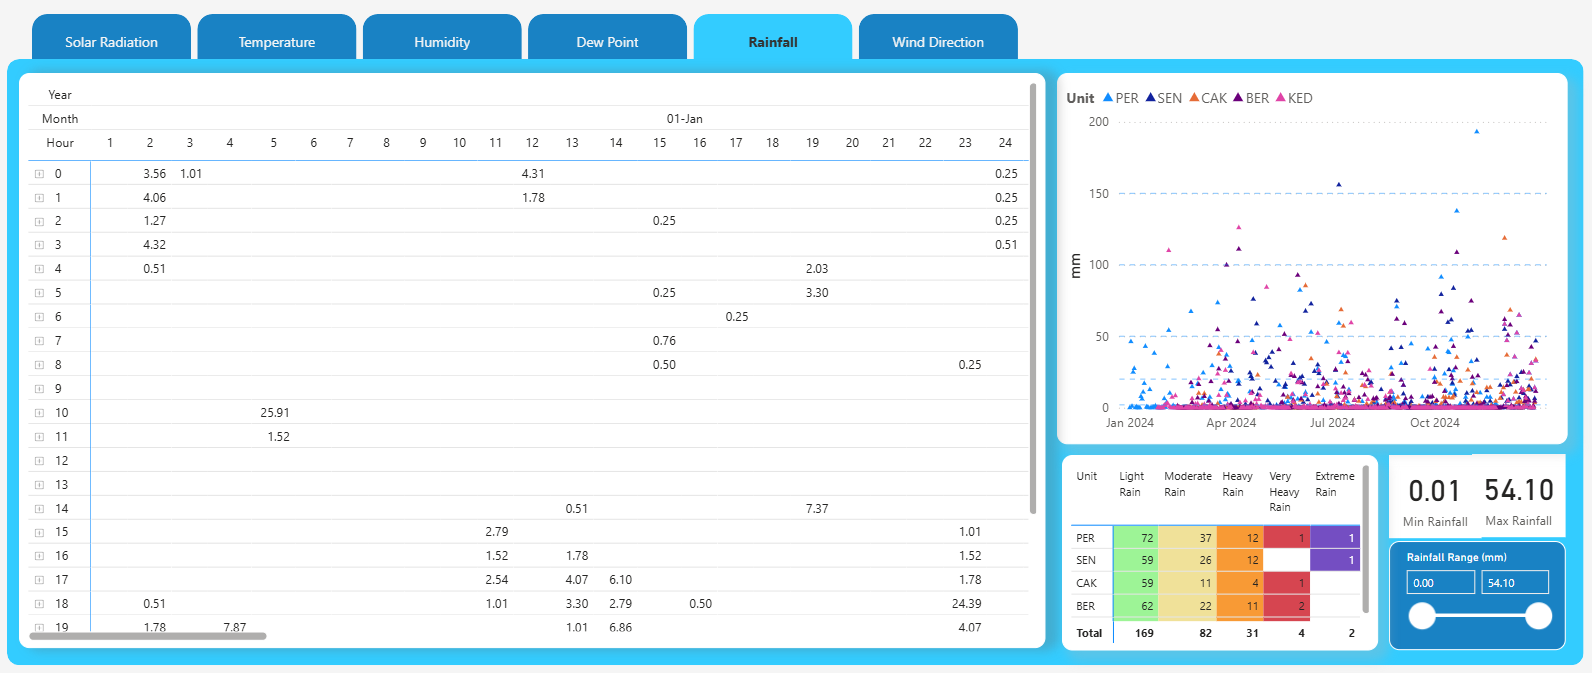 Solar Radiation Temperature Humidity Dew Point Rainfall Wind Direction
Year
Month 01-Jan
Hour 1 2 3 4 5 6 7 8 9 10 11 12 13 14 15 16 17 18 19 20 21 22 23 24
0 3.56 1.01 4.31 0.25
1 4.06 1.78 0.25
2 1.27 0.25 0.25
3 4.32 0.51
4 0.51 2.03
5 0.25 3.30
6 0.25
7 0.76
8 0.50 0.25
9
10 25.91
11 1.52
12
13
14 0.51 7.37
15 2.79 1.01
16 1.52 1.78 1.52
17 2.54 4.07 6.10 1.78
18 0.51 1.01 3.30 2.79 0.50 24.39
19 1.78 7.87 1.01 6.86 4.07
Unit PER SEN CAK BER KED
200
150
100
50
0
mm
Jan 2024 Apr 2024 Jul 2024 Oct 2024
Unit Light Rain Moderate Rain Heavy Rain Very Heavy Rain Extreme Rain
PER 72 37 12 1 1
SEN 59 26 12 1
CAK 59 11 4 1
BER 62 22 11 2
Total 169 82 31 4 2
0.01 54.10
Min Rainfall Max Rainfall
Rainfall Range (mm)
0.00 54.10